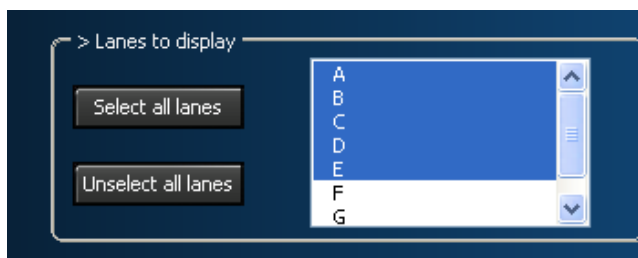 > Lanes to display
Select all lanes
Unselect all lanes
A
B
C
D
E
F
G